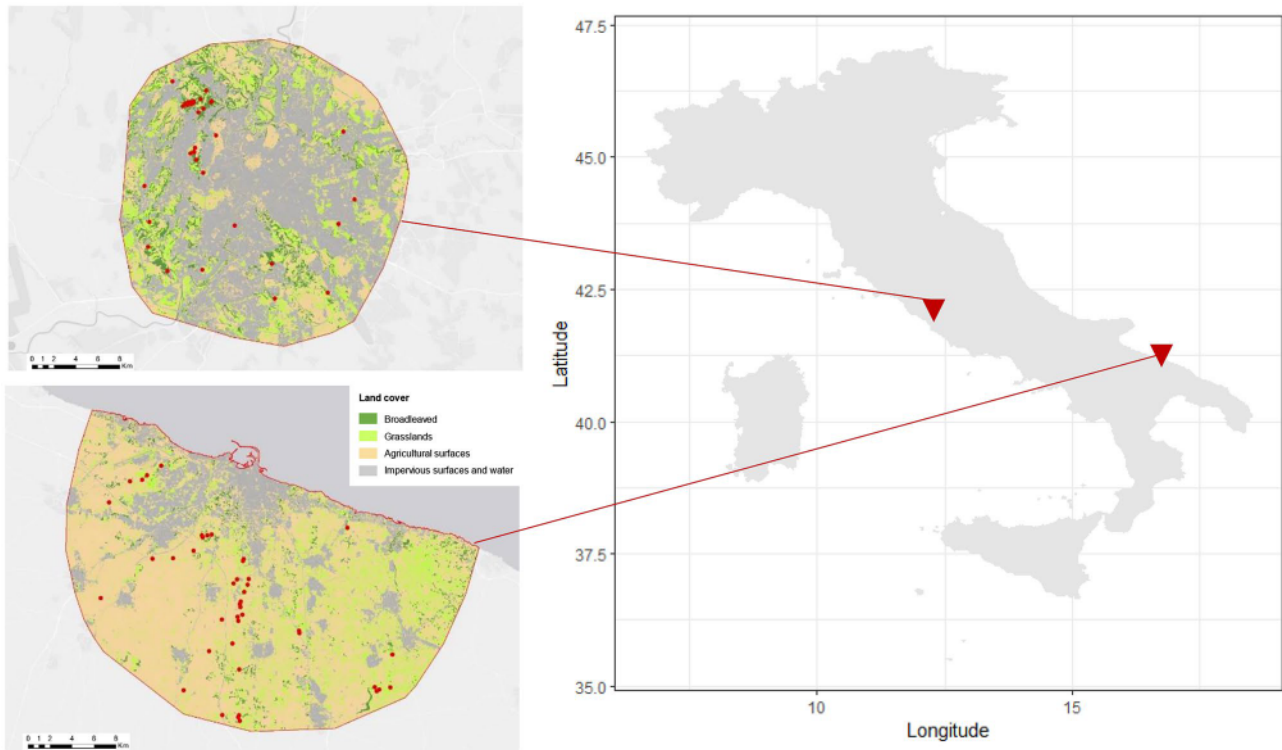 0 1 2 4 6 8
Km
Land cover
Broadleaved
Grasslands
Agricultural surfaces
Impervious surfaces and water
0 1 2 4 6 8
Km
47.5
45.0
42.5
40.0
37.5
35.0
Latitude
10 15
Longitude